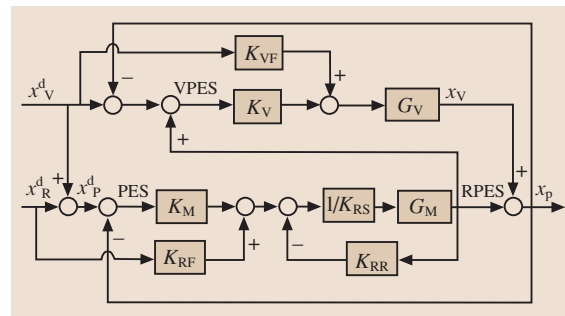 K_VF
x^d_V
−
+
VPES
x_V
K_V
G_V
+
+
x^d_R
+
x^d_P
PES
RPES
x_p
K_M
1/K_RS
G_M
−
+
−
K_RF
K_RR